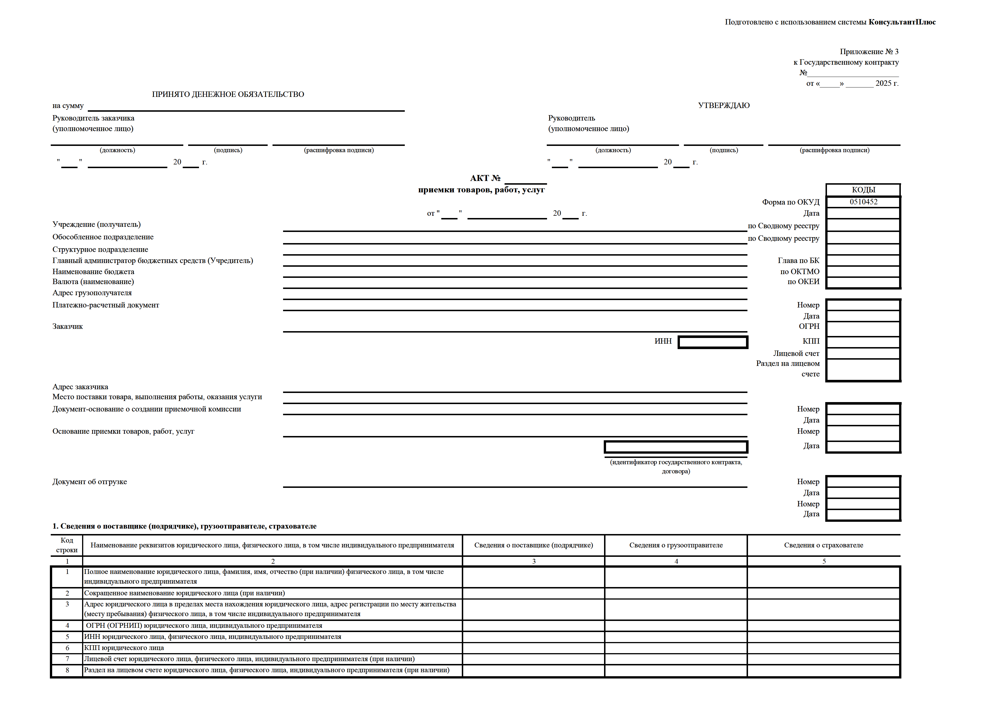 Подготовлено с использованием системы КонсультантПлюс
Приложение № 3
к Государственному контракту
№_______________________
от «_____» _______ 2025 г.
ПРИНЯТО ДЕНЕЖНОЕ ОБЯЗАТЕЛЬСТВО
на сумму
УТВЕРЖДАЮ
Руководитель заказчика
(уполномоченное лицо)
Руководитель
(уполномоченное лицо)
(должность) (подпись) (расшифровка подписи)
(должность) (подпись) (расшифровка подписи)
" " 20 г.
" " 20 г.
АКТ №
приемки товаров, работ, услуг
КОДЫ
Форма по ОКУД 0510452
от " " 20 г.
Дата
Учреждение (получатель) по Сводному реестру
Обособленное подразделение по Сводному реестру
Структурное подразделение
Главный администратор бюджетных средств (Учредитель) Глава по БК
Наименование бюджета по ОКТМО
Валюта (наименование) по ОКЕИ
Адрес грузополучателя
Платежно-расчетный документ Номер
Дата
Заказчик ОГРН
ИНН КПП
Лицевой счет
Раздел на лицевом
счете
Адрес заказчика
Место поставки товара, выполнения работы, оказания услуги
Документ-основание о создании приемочной комиссии Номер
Дата
Основание приемки товаров, работ, услуг Номер
Дата
(идентификатор государственного контракта,
договора)
Документ об отгрузке Номер
Дата
Номер
Дата
1. Сведения о поставщике (подрядчике), грузоотправителе, страхователе
Код
строки
Наименование реквизитов юридического лица, физического лица, в том числе индивидуального предпринимателя
Сведения о поставщике (подрядчике)
Сведения о грузоотправителе
Сведения о страхователе
1 2 3 4 5
1 Полное наименование юридического лица, фамилия, имя, отчество (при наличии) физического лица, в том числе
индивидуального предпринимателя
2 Сокращенное наименование юридического лица (при наличии)
3 Адрес юридического лица в пределах места нахождения юридического лица, адрес регистрации по месту жительства
(месту пребывания) физического лица, в том числе индивидуального предпринимателя
4 ОГРН (ОГРНИП) юридического лица, индивидуального предпринимателя
5 ИНН юридического лица, физического лица, индивидуального предпринимателя
6 КПП юридического лица
7 Лицевой счет юридического лица, физического лица, индивидуального предпринимателя (при наличии)
8 Раздел на лицевом счете юридического лица, физического лица, индивидуального предпринимателя (при наличии)